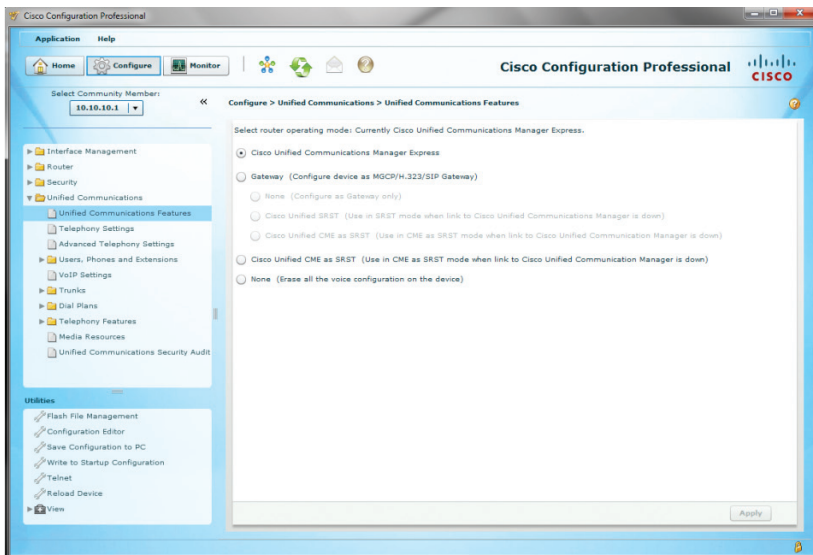 Cisco Configuration Professional
Application Help
Home Configure Monitor
Cisco Configuration Professional
CISCO
Select Community Member:
10.10.10.1
«
Configure > Unified Communications > Unified Communications Features
Interface Management
Router
Security
Unified Communications
Unified Communications Features
Telephony Settings
Advanced Telephony Settings
Users, Phones and Extensions
VoIP Settings
Trunks
Dial Plans
Telephony Features
Media Resources
Unified Communications Security Audit
Utilities
Flash File Management
Configuration Editor
Save Configuration to PC
Write to Startup Configuration
Telnet
Reload Device
View
Select router operating mode: Currently Cisco Unified Communications Manager Express.
Cisco Unified Communications Manager Express
Gateway (Configure device as MGCP/H.323/SIP Gateway)
None (Configure as Gateway only)
Cisco Unified SRST (Use in SRST mode when link to Cisco Unified Communications Manager is down)
Cisco Unified CME as SRST (Use in CME as SRST mode when link to Cisco Unified Communication Manager is down)
Cisco Unified CME as SRST (Use in CME as SRST mode when link to Cisco Unified Communication Manager is down)
None (Erase all the voice configuration on the device)
Apply